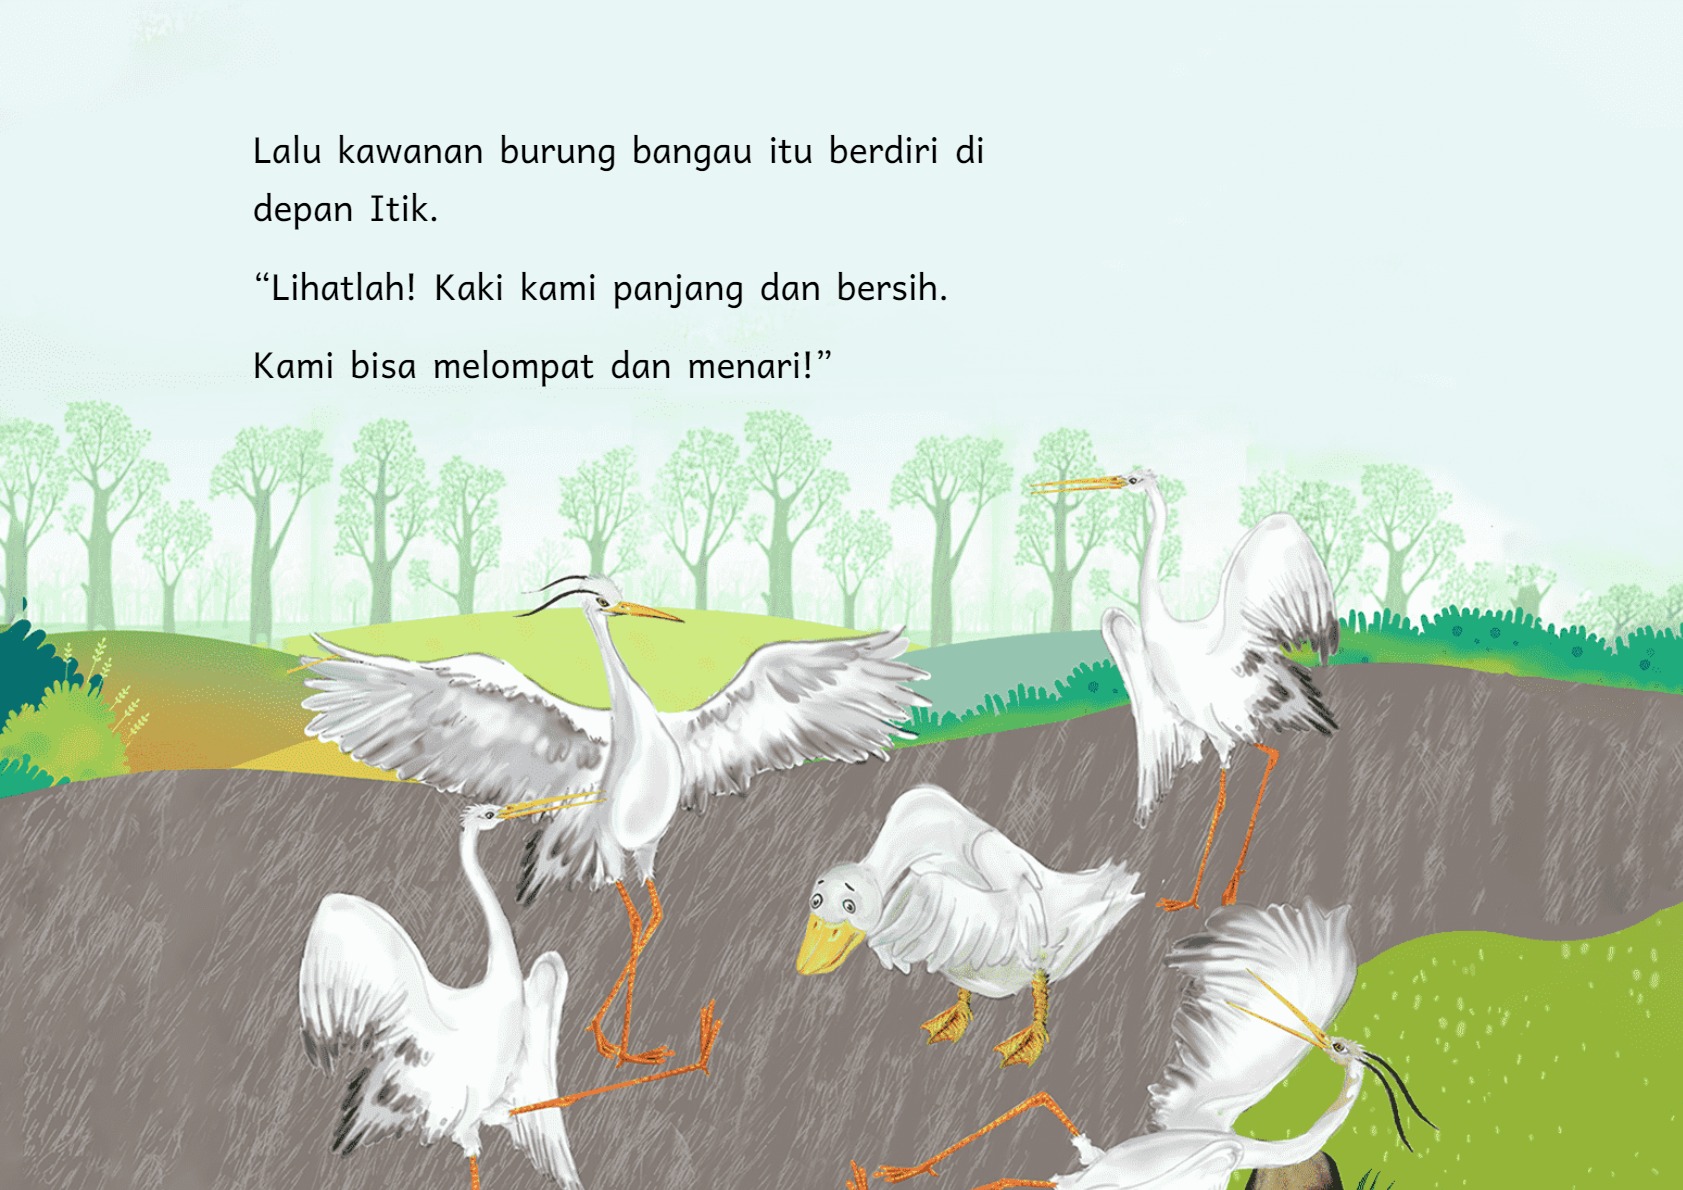 Lalu kawanan burung bangau itu berdiri di
depan Itik.
“Lihatlah! Kaki kami panjang dan bersih.
Kami bisa melompat dan menari!”